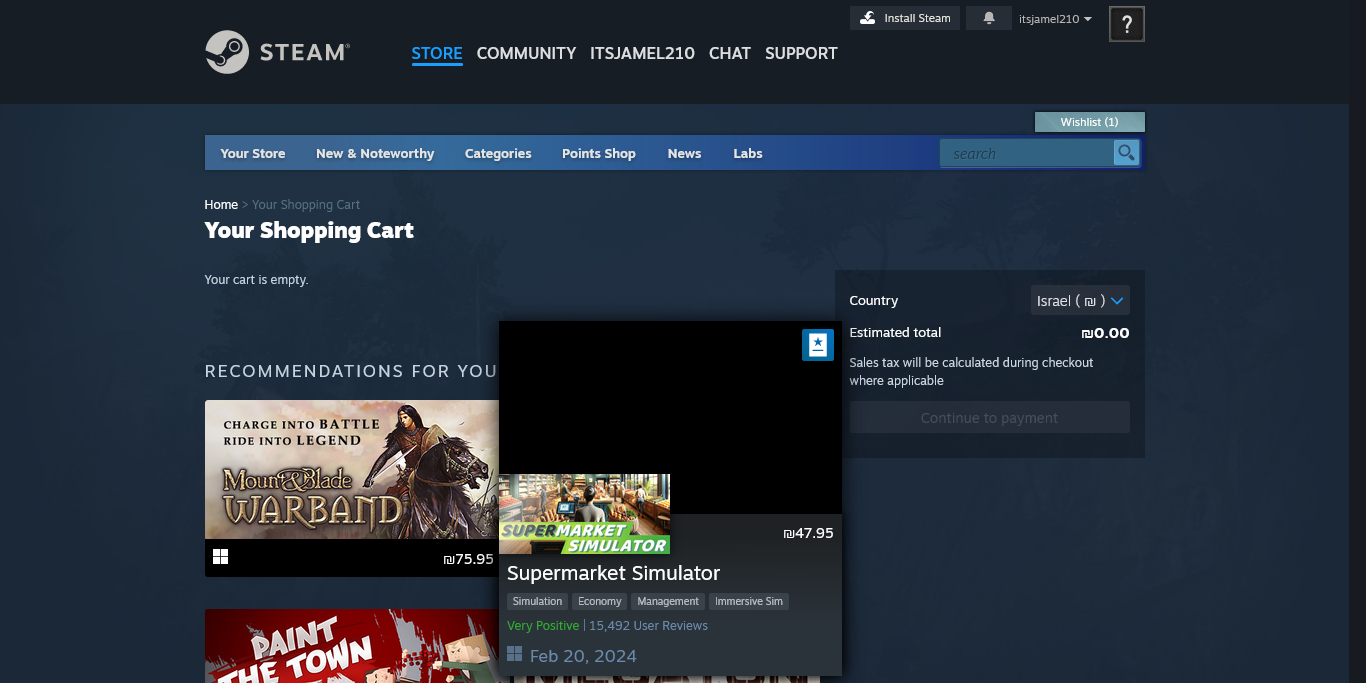 Install Steam
itsjamel210
?
STEAM®
STORE COMMUNITY ITSJAMEL210 CHAT SUPPORT
Wishlist (1)
Your Store New & Noteworthy Categories Points Shop News Labs
search
Home > Your Shopping Cart
Your Shopping Cart
Your cart is empty.
Country
Israel ( ₪ )
Estimated total ₪0.00
Sales tax will be calculated during checkout
where applicable
Continue to payment
RECOMMENDATIONS FOR YOU
CHARGE INTO BATTLE
RIDE INTO LEGEND
Mount&Blade
WARBAND
₪75.95
SUPERMARKET
SIMULATOR
₪47.95
Supermarket Simulator
Simulation Economy Management Immersive Sim
Very Positive | 15,492 User Reviews
Feb 20, 2024
PAINT
THE TOWN